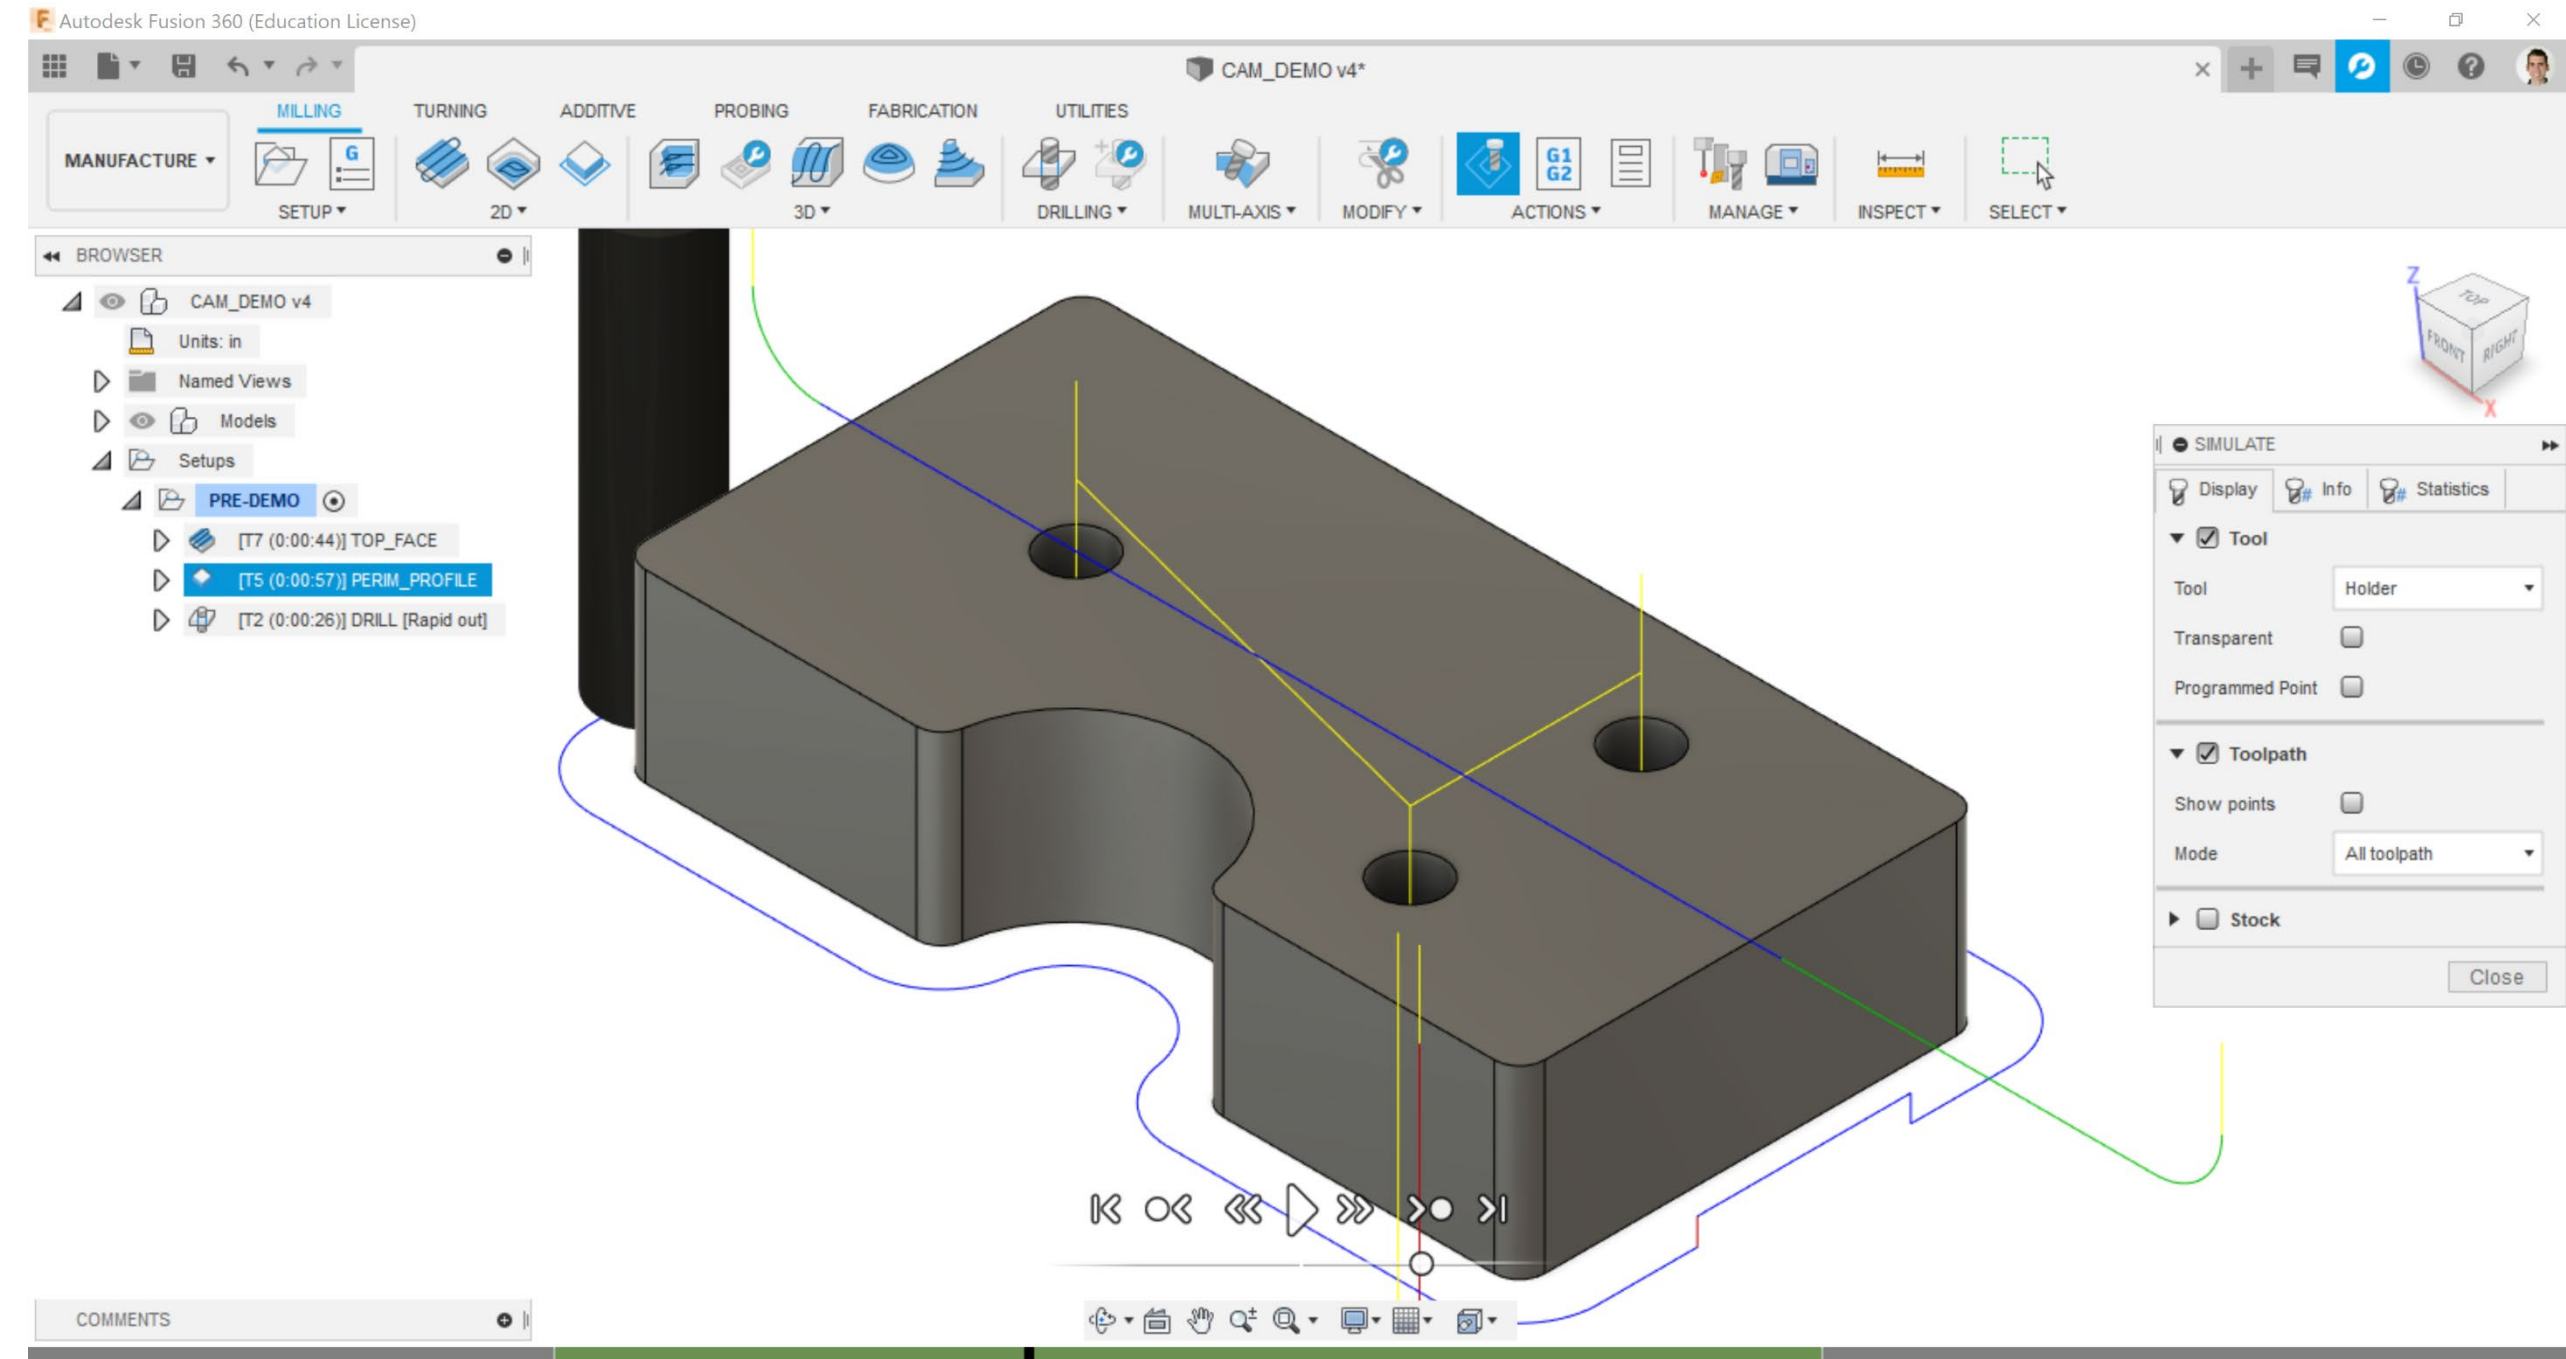 Autodesk Fusion 360 (Education License)
CAM_DEMO v4*
MANUFACTURE
MILLING
TURNING
ADDITIVE
PROBING
FABRICATION
UTILITIES
G
G1
G2
SETUP
2D
3D
DRILLING
MULTI-AXIS
MODIFY
ACTIONS
MANAGE
INSPECT
SELECT
BROWSER
CAM_DEMO v4
Units: in
Named Views
Models
Setups
PRE-DEMO
[T7 (0:00:44)] TOP_FACE
[T5 (0:00:57)] PERIM_PROFILE
[T2 (0:00:26)] DRILL [Rapid out]
Z
TOP
FRONT
RIGHT
X
SIMULATE
Display
Info
Statistics
Tool
Tool
Holder
Transparent
Programmed Point
Toolpath
Show points
Mode
All toolpath
Stock
Close
COMMENTS